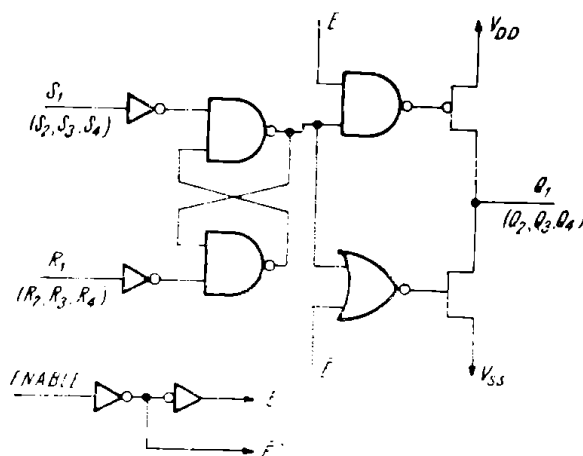 E
V_DD
S_1
(S_2, S_3, S_4)
Q_1
(Q_2, Q_3, Q_4)
R_1
(R_2, R_3, R_4)
ENABLE
V_SS